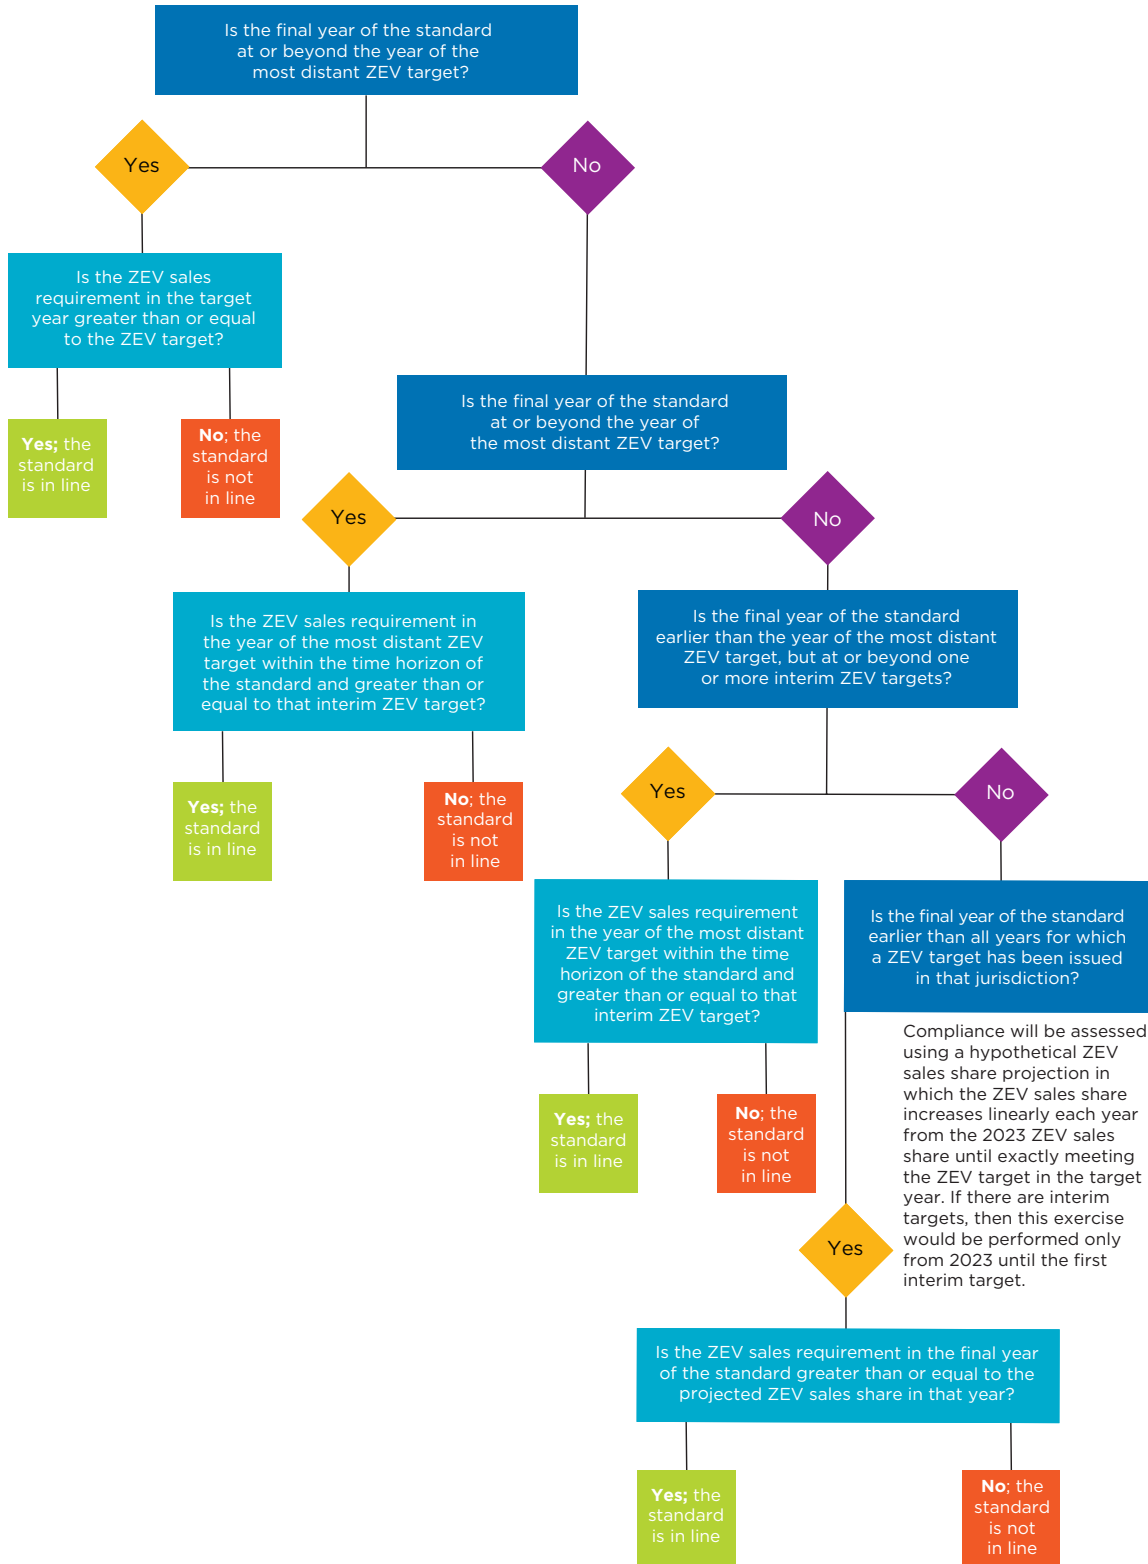 Is the final year of the standard
at or beyond the year of the
most distant ZEV target?
Yes
No
Is the ZEV sales
requirement in the target
year greater than or equal
to the ZEV target?
Yes; the
standard
is in line
No; the
standard
is not
in line
Is the final year of the standard
at or beyond the year of
the most distant ZEV target?
Yes
No
Is the ZEV sales requirement in
the year of the most distant ZEV
target within the time horizon of
the standard and greater than or
equal to that interim ZEV target?
Yes; the
standard
is in line
No; the
standard
is not
in line
Is the final year of the standard
earlier than the year of the most distant
ZEV target, but at or beyond one
or more interim ZEV targets?
Yes
No
Is the ZEV sales requirement
in the year of the most distant
ZEV target within the time
horizon of the standard and
greater than or equal to that
interim ZEV target?
Yes; the
standard
is in line
No; the
standard
is not
in line
Is the final year of the standard
earlier than all years for which
a ZEV target has been issued
in that jurisdiction?
Compliance will be assessed
using a hypothetical ZEV
sales share projection in
which the ZEV sales share
increases linearly each year
from the 2023 ZEV sales
share until exactly meeting
the ZEV target in the target
year. If there are interim
targets, then this exercise
would be performed only
from 2023 until the first
interim target.
Yes
Is the ZEV sales requirement in the final year
of the standard greater than or equal to the
projected ZEV sales share in that year?
Yes; the
standard
is in line
No; the
standard
is not
in line